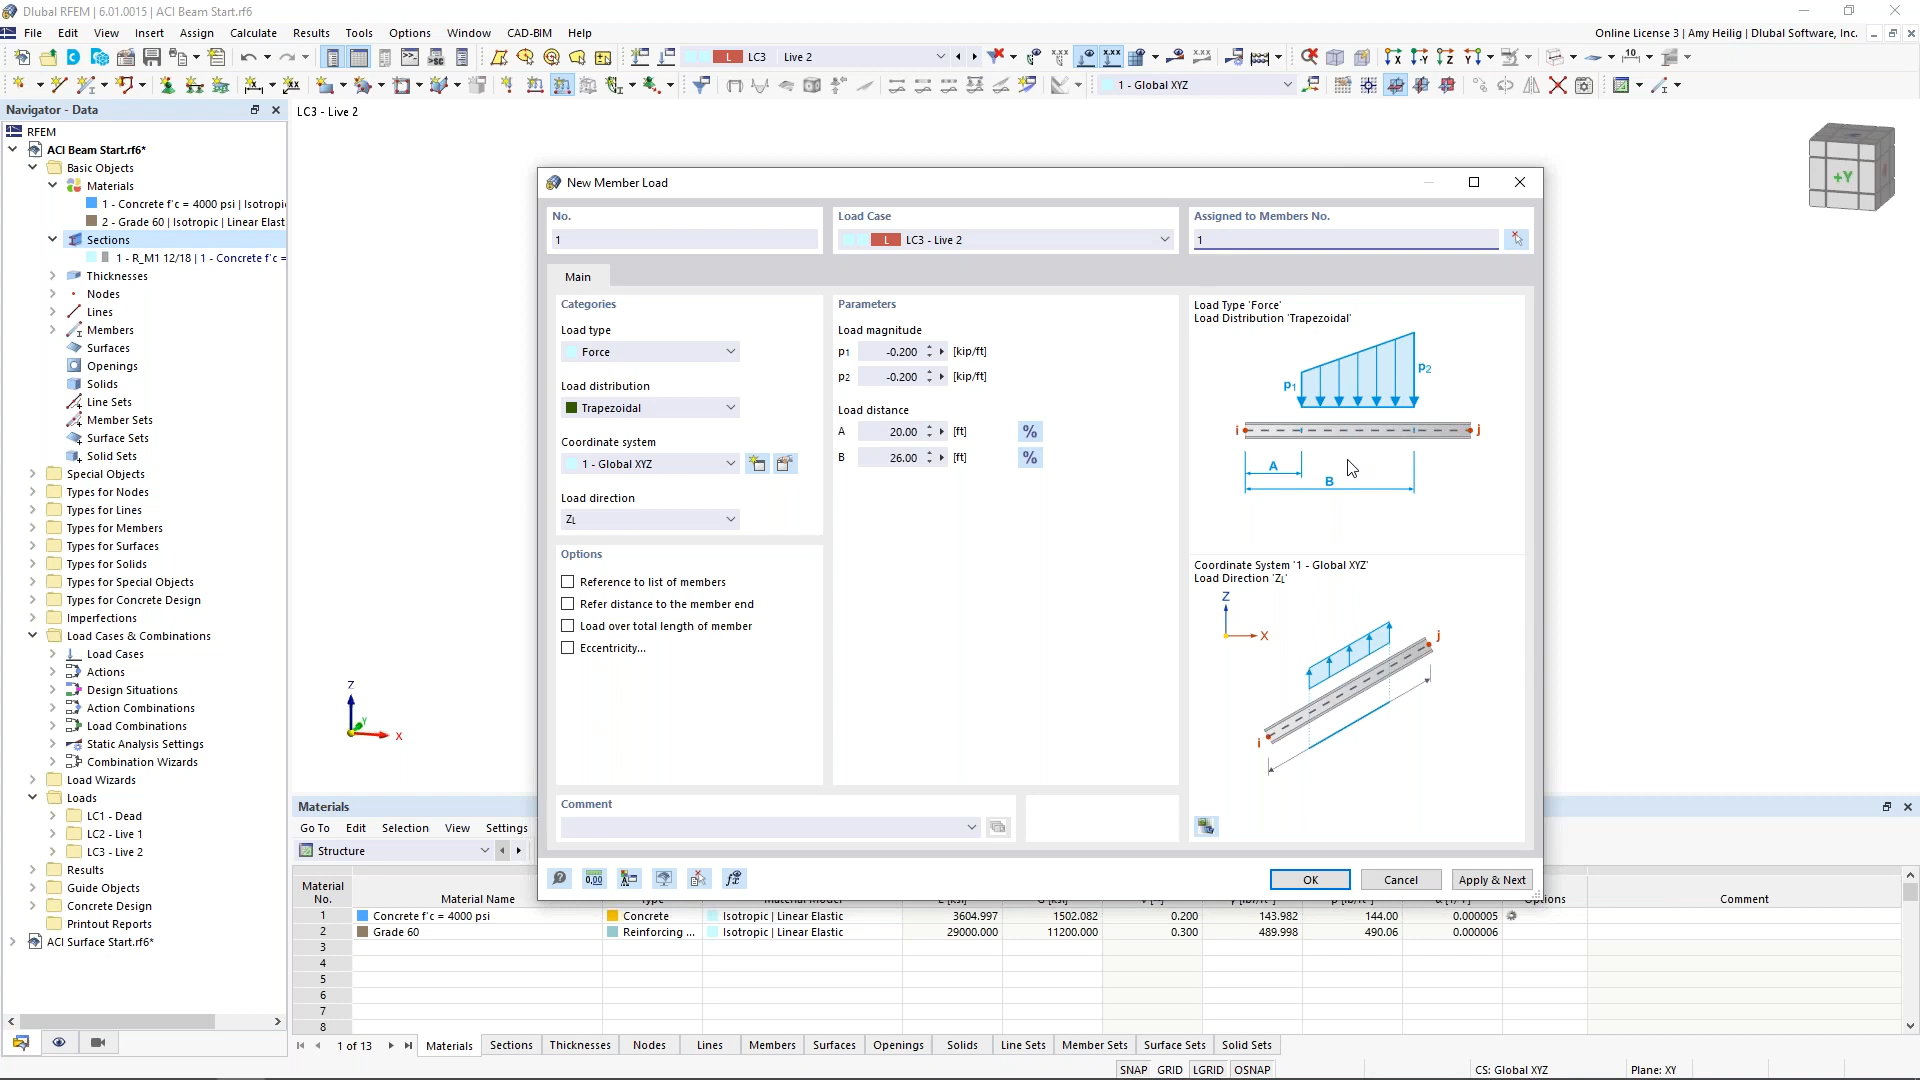 Dlubal RFEM | 6.01.0015 | ACI Beam Start.rf6
File Edit View Insert Assign Calculate Results Tools Options Window CAD-BIM Help
Online License 3 | Amy Heilig | Dlubal Software, Inc.
L LC3 Live 2
1 - Global XYZ
Navigator - Data
LC3 - Live 2
RFEM
ACI Beam Start.rf6*
Basic Objects
Materials
1 - Concrete f'c = 4000 psi | Isotropi
2 - Grade 60 | Isotropic | Linear Elast
Sections
1 - R_M1 12/18 | 1 - Concrete f'c =
Thicknesses
Nodes
Lines
Members
Surfaces
Openings
Solids
Line Sets
Member Sets
Surface Sets
Solid Sets
Special Objects
Types for Nodes
Types for Lines
Types for Members
Types for Surfaces
Types for Solids
Types for Special Objects
Types for Concrete Design
Imperfections
Load Cases & Combinations
Load Cases
Actions
Design Situations
Action Combinations
Load Combinations
Static Analysis Settings
Combination Wizards
Load Wizards
Loads
LC1 - Dead
LC2 - Live 1
LC3 - Live 2
Results
Guide Objects
Concrete Design
Printout Reports
ACI Surface Start.rf6*
+Y
Z
Y
X
New Member Load
No.
1
Load Case
L LC3 - Live 2
Assigned to Members No.
1
Main
Categories
Load type
Force
Load distribution
Trapezoidal
Coordinate system
1 - Global XYZ
Load direction
ZL
Options
Reference to list of members
Refer distance to the member end
Load over total length of member
Eccentricity...
Parameters
Load magnitude
p1 -0.200 [kip/ft]
p2 -0.200 [kip/ft]
Load distance
A 20.00 [ft] %
B 26.00 [ft] %
Load Type 'Force'
Load Distribution 'Trapezoidal'
p1
p2
i
j
A
B
Coordinate System '1 - Global XYZ'
Load Direction 'ZL'
Z
X
j
i
Comment
0,00
OK Cancel Apply & Next
Materials
Go To Edit Selection View Settings
Structure
Material
No. Material Name Options Comment
1 Concrete f'c = 4000 psi Concrete Isotropic | Linear Elastic 3604.997 1502.082 0.200 143.982 144.00 0.000005
2 Grade 60 Reinforcing ... Isotropic | Linear Elastic 29000.000 11200.000 0.300 489.998 490.06 0.000006
3
4
5
6
7
8
1 of 13 Materials Sections Thicknesses Nodes Lines Members Surfaces Openings Solids Line Sets Member Sets Surface Sets Solid Sets
SNAP GRID LGRID OSNAP CS: Global XYZ Plane: XY